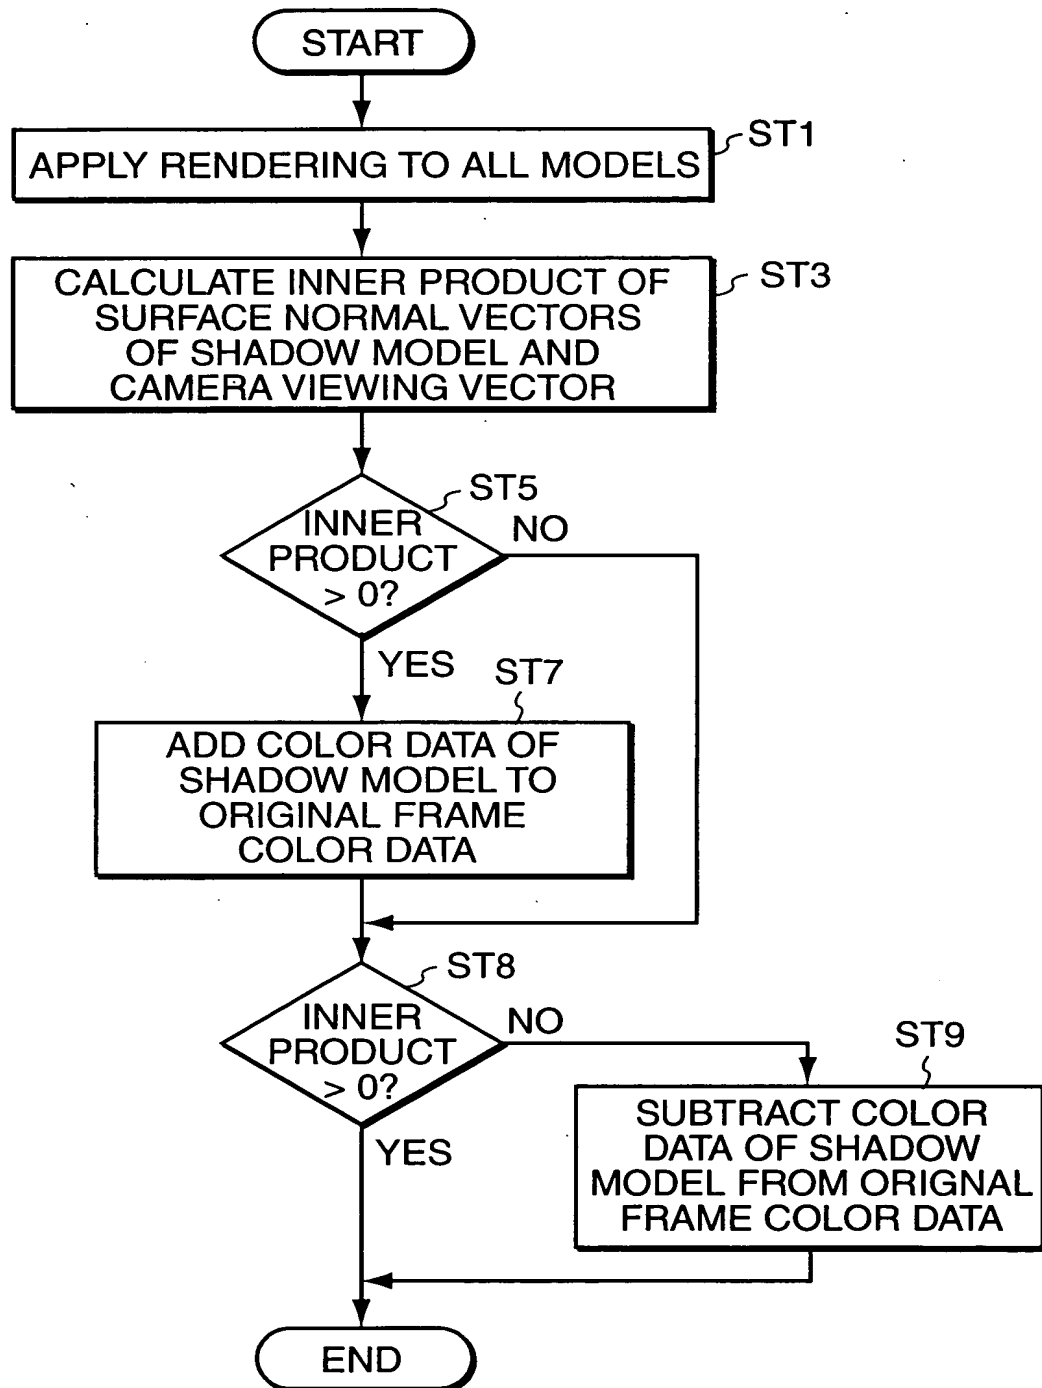 START
ST1
APPLY RENDERING TO ALL MODELS
ST3
CALCULATE INNER PRODUCT OF
SURFACE NORMAL VECTORS
OF SHADOW MODEL AND
CAMERA VIEWING VECTOR
ST5
INNER
PRODUCT
> 0?
NO
YES
ST7
ADD COLOR DATA OF
SHADOW MODEL TO
ORIGINAL FRAME
COLOR DATA
ST8
INNER
PRODUCT
> 0?
NO
YES
ST9
SUBTRACT COLOR
DATA OF SHADOW
MODEL FROM ORIGNAL
FRAME COLOR DATA
END